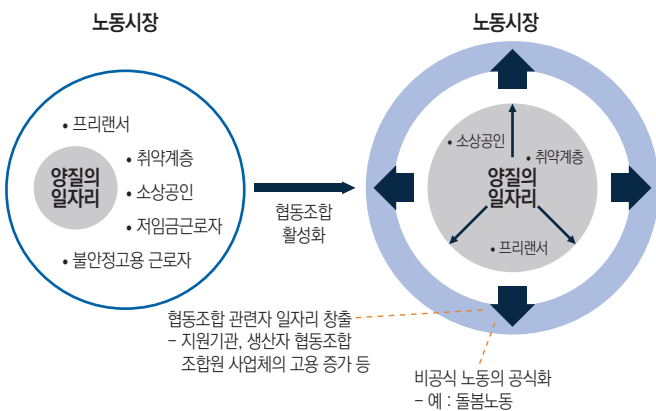 노동시장
• 프리랜서
양질의
일자리
• 취약계층
• 소상공인
• 저임금근로자
• 불안정고용 근로자
협동조합
활성화
노동시장
• 소상공인
• 취약계층
양질의
일자리
• 프리랜서
협동조합 관련자 일자리 창출
– 지원기관, 생산자 협동조합
조합원 사업체의 고용 증가 등
비공식 노동의 공식화
– 예 : 돌봄노동